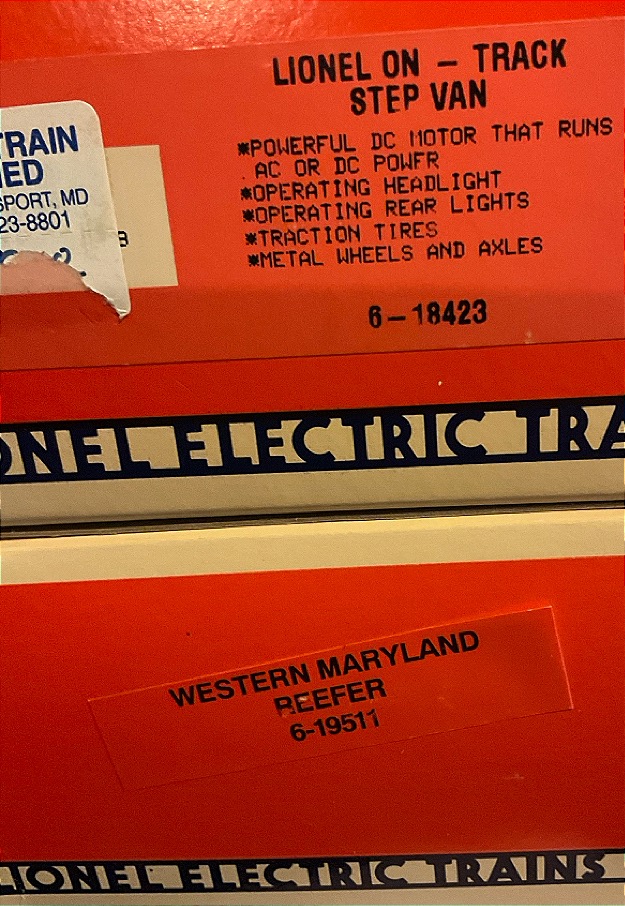 LIONEL ON – TRACK
STEP VAN
*POWERFUL DC MOTOR THAT RUNS
AC OR DC POWFR
*OPERATING HEADLIGHT
*OPERATING REAR LIGHTS
*TRACTION TIRES
*METAL WHEELS AND AXLES
6–18423
TRAIN
ED
SPORT, MD
23-8801
B
ONEL ELECTRIC TRA
WESTERN MARYLAND
REEFER
6-19511
LIONEL ELECTRIC TRAINS